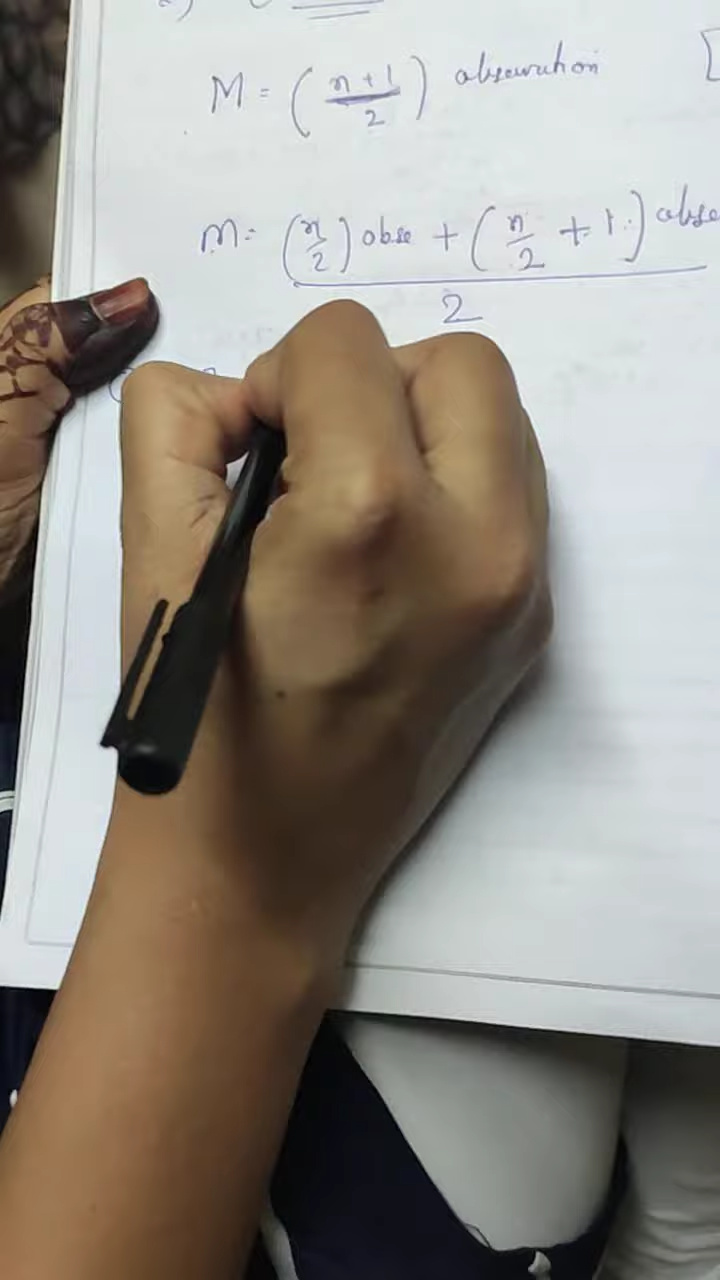 M = ( n + 1 / 2 ) observation
M = ( n / 2 ) obse + ( n / 2 + 1 ) obse
2